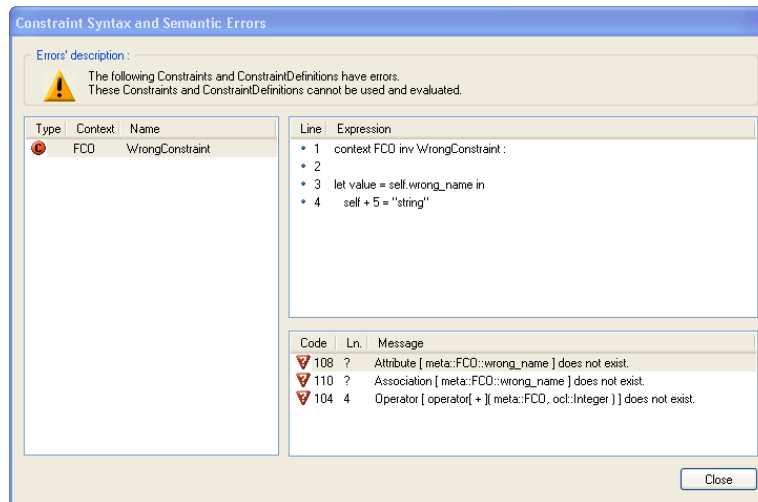 Constraint Syntax and Semantic Errors
Errors' description :
The following Constraints and ConstraintDefinitions have errors.
These Constraints and ConstraintDefinitions cannot be used and evaluated.
Type Context Name
C FCO WrongConstraint
Line Expression
1 context FCO inv WrongConstraint :
2
3 let value = self.wrong_name in
4 self + 5 = "string"
Code Ln. Message
? 108 ? Attribute [ meta::FCO::wrong_name ] does not exist.
? 110 ? Association [ meta::FCO::wrong_name ] does not exist.
? 104 4 Operator [ operator[ + ]( meta::FCO, ocl::Integer ) ] does not exist.
Close